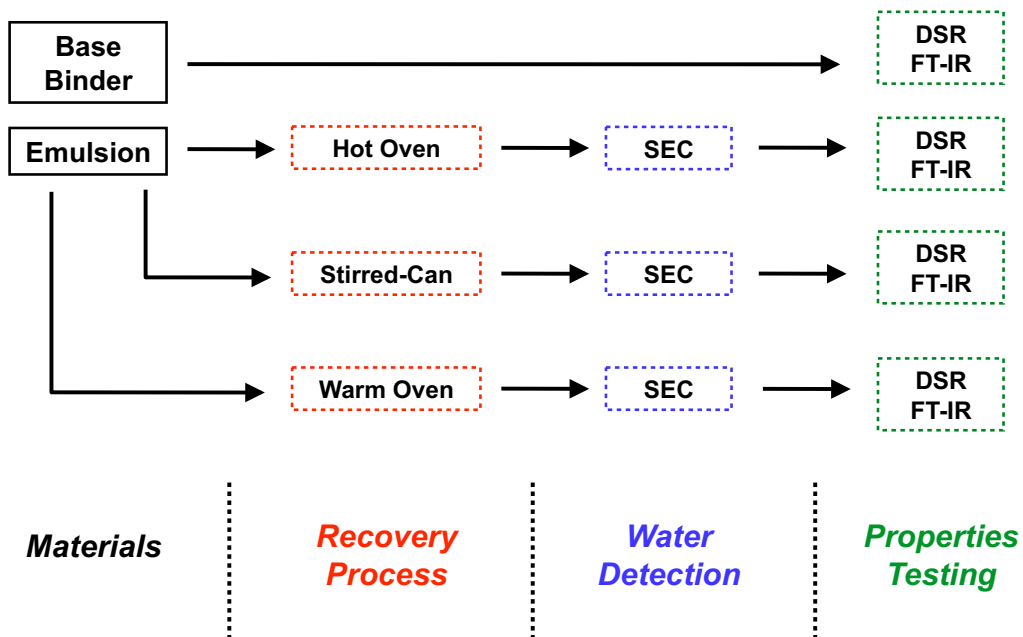 Base
Binder
DSR
FT-IR
Emulsion
Hot Oven
SEC
DSR
FT-IR
Stirred-Can
SEC
DSR
FT-IR
Warm Oven
SEC
DSR
FT-IR
Materials
Recovery
Process
Water
Detection
Properties
Testing